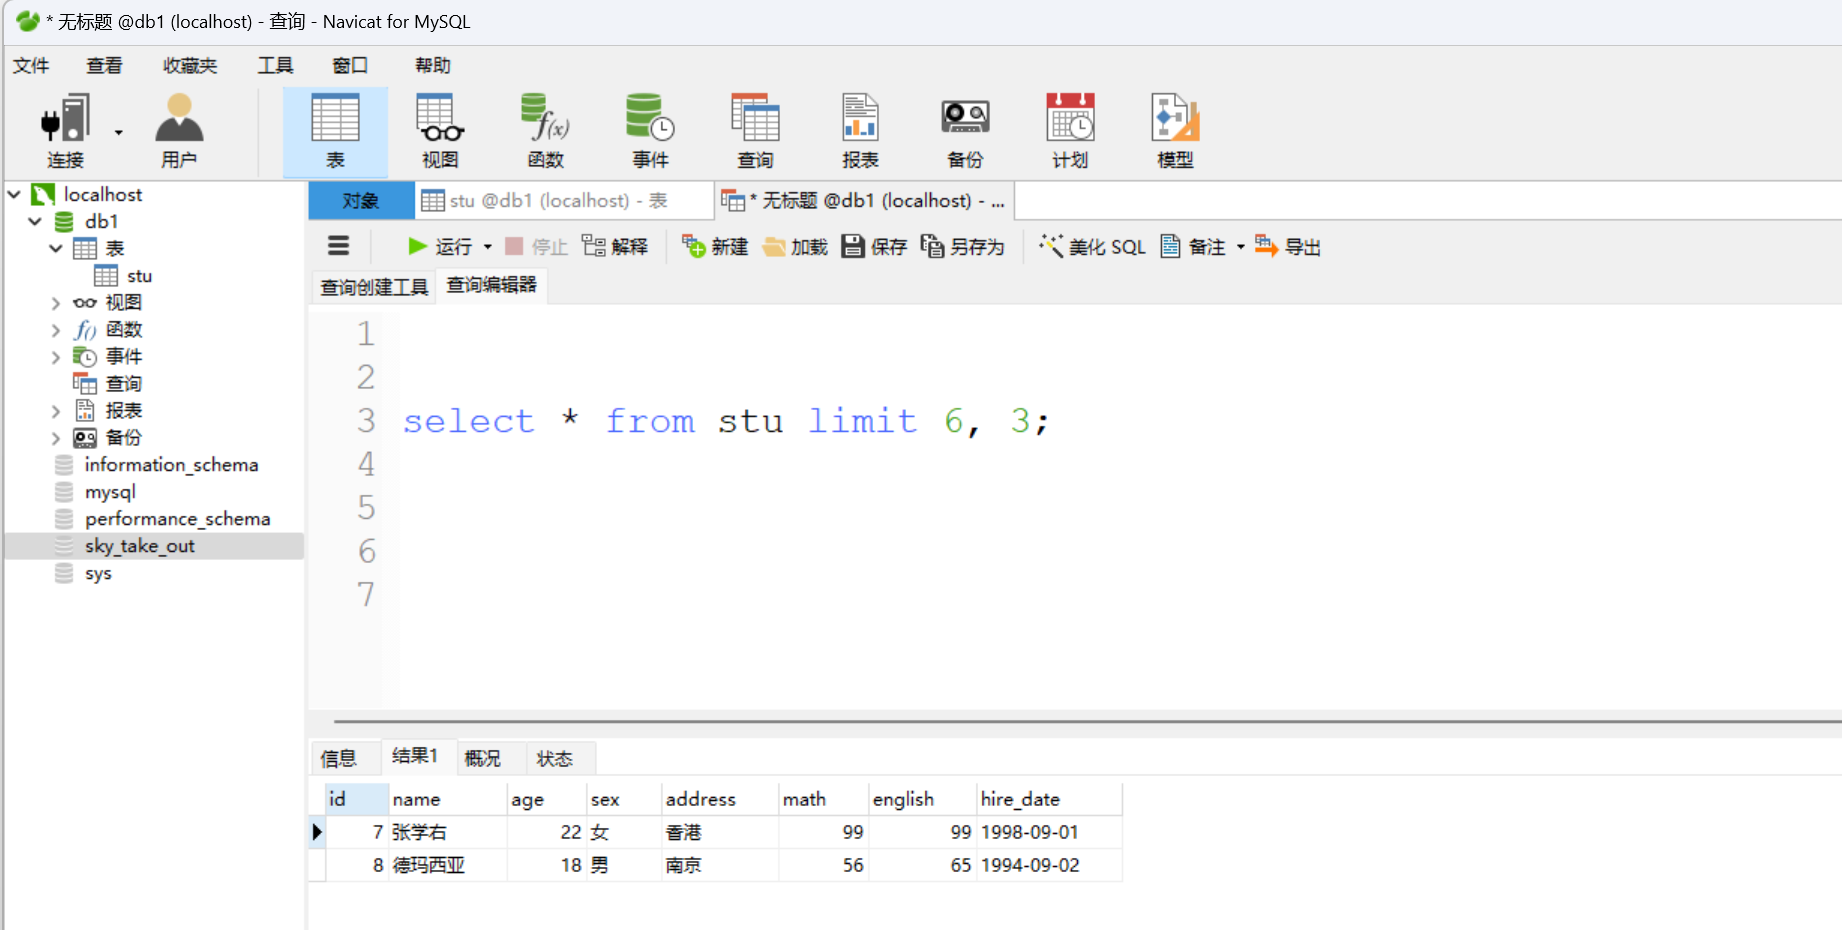 * 无标题 @db1 (localhost) - 查询 - Navicat for MySQL
文件 查看 收藏夹 工具 窗口 帮助
连接 用户 表 视图 函数 事件 查询 报表 备份 计划 模型
localhost
db1
表
stu
视图
函数
事件
查询
报表
备份
information_schema
mysql
performance_schema
sky_take_out
sys
对象 stu @db1 (localhost) - 表 * 无标题 @db1 (localhost) - ...
运行 停止 解释 新建 加载 保存 另存为 美化 SQL 备注 导出
查询创建工具 查询编辑器
1
2
3 select * from stu limit 6, 3;
4
5
6
7
信息 结果1 概况 状态
id name age sex address math english hire_date
7 张学右 22 女 香港 99 99 1998-09-01
8 德玛西亚 18 男 南京 56 65 1994-09-02